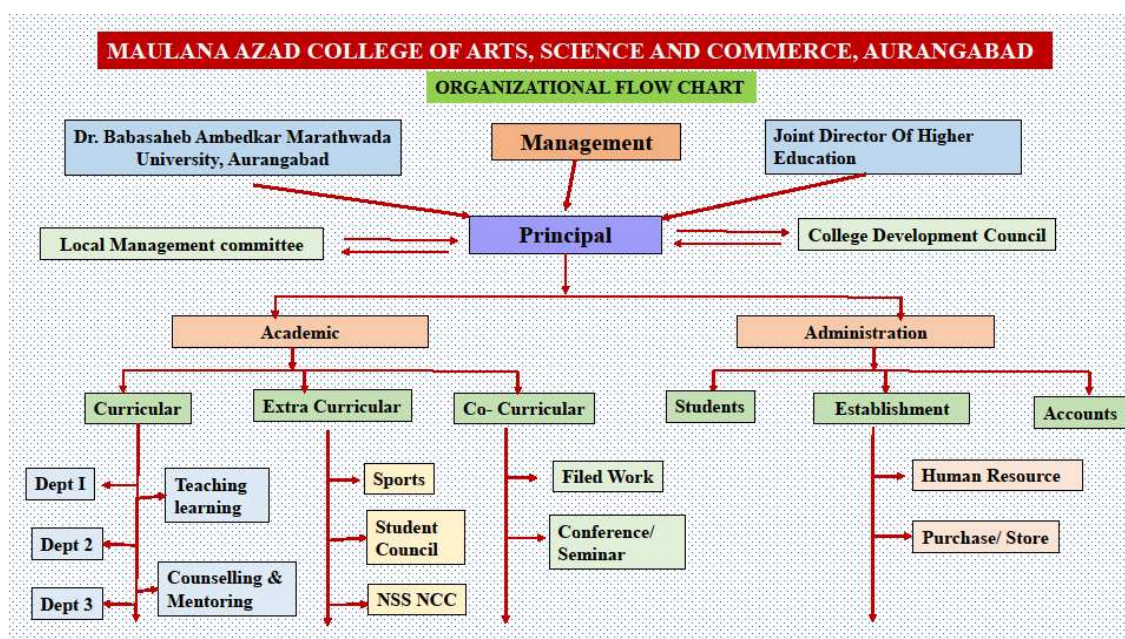 MAULANA AZAD COLLEGE OF ARTS, SCIENCE AND COMMERCE, AURANGABAD
ORGANIZATIONAL FLOW CHART
Dr. Babasaheb Ambedkar Marathwada
University, Aurangabad
Management
Joint Director Of Higher
Education
Principal
Local Management committee
College Development Council
Academic
Administration
Curricular
Extra Curricular
Co- Curricular
Students
Establishment
Accounts
Dept I
Teaching
learning
Dept 2
Counselling &
Mentoring
Dept 3
Sports
Student
Council
NSS NCC
Filed Work
Conference/
Seminar
Human Resource
Purchase/ Store